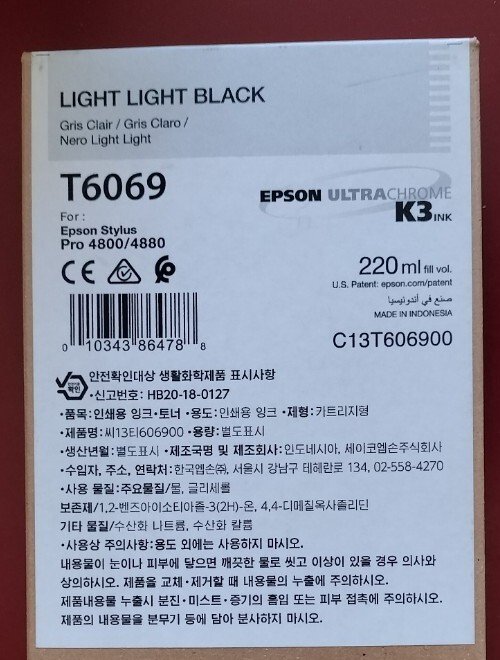 LIGHT LIGHT BLACK
Gris Clair / Gris Claro /
Nero Light Light
T6069
EPSON ULTRACHROME
K3 INK
For :
Epson Stylus
Pro 4800/4880
CE
220 ml fill vol.
U.S. Patent: epson.com/patent
صنع في أندونيسيا
MADE IN INDONESIA
0 10343 86478 8
C13T606900
안전확인대상 생활화학제품 표시사항
•신고번호: HB20-18-0127
•품목:인쇄용 잉크•토너 •용도:인쇄용 잉크 •제형:카트리지형
•제품명:씨13티606900 •용량:별도표시
•생산년월:별도표시 •제조국명 및 제조회사:인도네시아, 세이코엡손주식회사
•수입자, 주소, 연락처:한국엡손㈜, 서울시 강남구 테헤란로 134, 02-558-4270
•사용 물질:주요물질/물, 글리세롤
보존제/1,2-벤즈아이소티아졸-3(2H)-온, 4,4-디메칠옥사졸리딘
기타 물질/수산화 나트륨, 수산화 칼륨
•사용상 주의사항:용도 외에는 사용하지 마시오.
내용물이 눈이나 피부에 닿으면 깨끗한 물로 씻고 이상이 있을 경우 의사와
상의하시오. 제품을 교체•제거할 때 내용물의 누출에 주의하시오.
제품내용물 누출시 분진•미스트•증기의 흡입 또는 피부 접촉에 주의하시오.
제품의 내용물을 분무기 등에 담아 분사하지 마시오.